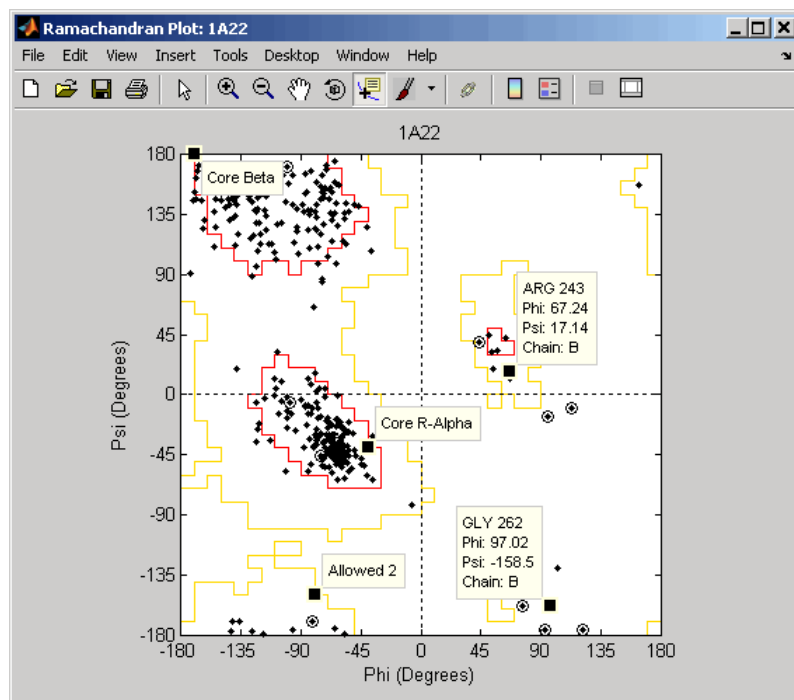 Ramachandran Plot: 1A22
File Edit View Insert Tools Desktop Window Help
1A22
180
135
90
45
0
-45
-90
-135
-180
Psi (Degrees)
Core Beta
ARG 243
Phi: 67.24
Psi: 17.14
Chain: B
Core R-Alpha
GLY 262
Phi: 97.02
Psi: -158.5
Chain: B
Allowed 2
-180 -135 -90 -45 0 45 90 135 180
Phi (Degrees)